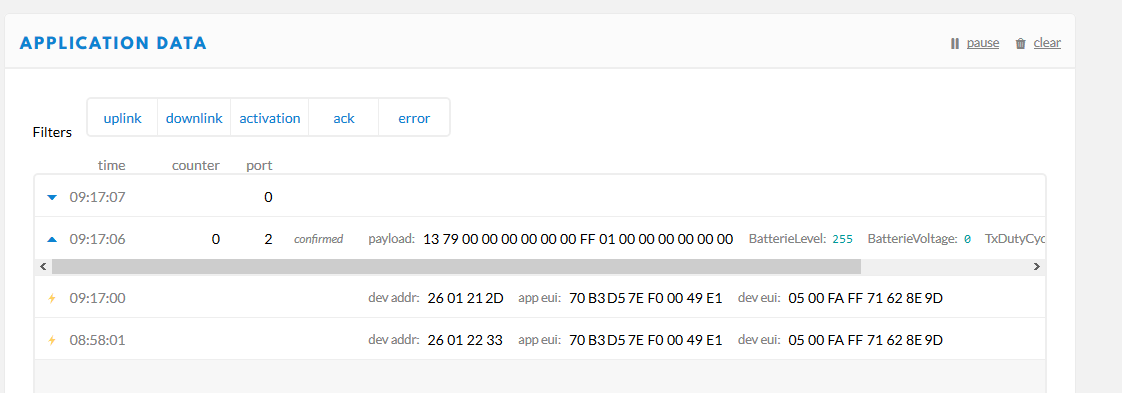 APPLICATION DATA pause clear
Filters uplink downlink activation ack error
time counter port
09:17:07 0
09:17:06 0 2 confirmed payload: 13 79 00 00 00 00 00 00 FF 01 00 00 00 00 00 00 BatterieLevel: 255 BatterieVoltage: 0 TxDutyCyc
09:17:00 dev addr: 26 01 21 2D app eui: 70 B3 D5 7E F0 00 49 E1 dev eui: 05 00 FA FF 71 62 8E 9D
08:58:01 dev addr: 26 01 22 33 app eui: 70 B3 D5 7E F0 00 49 E1 dev eui: 05 00 FA FF 71 62 8E 9D